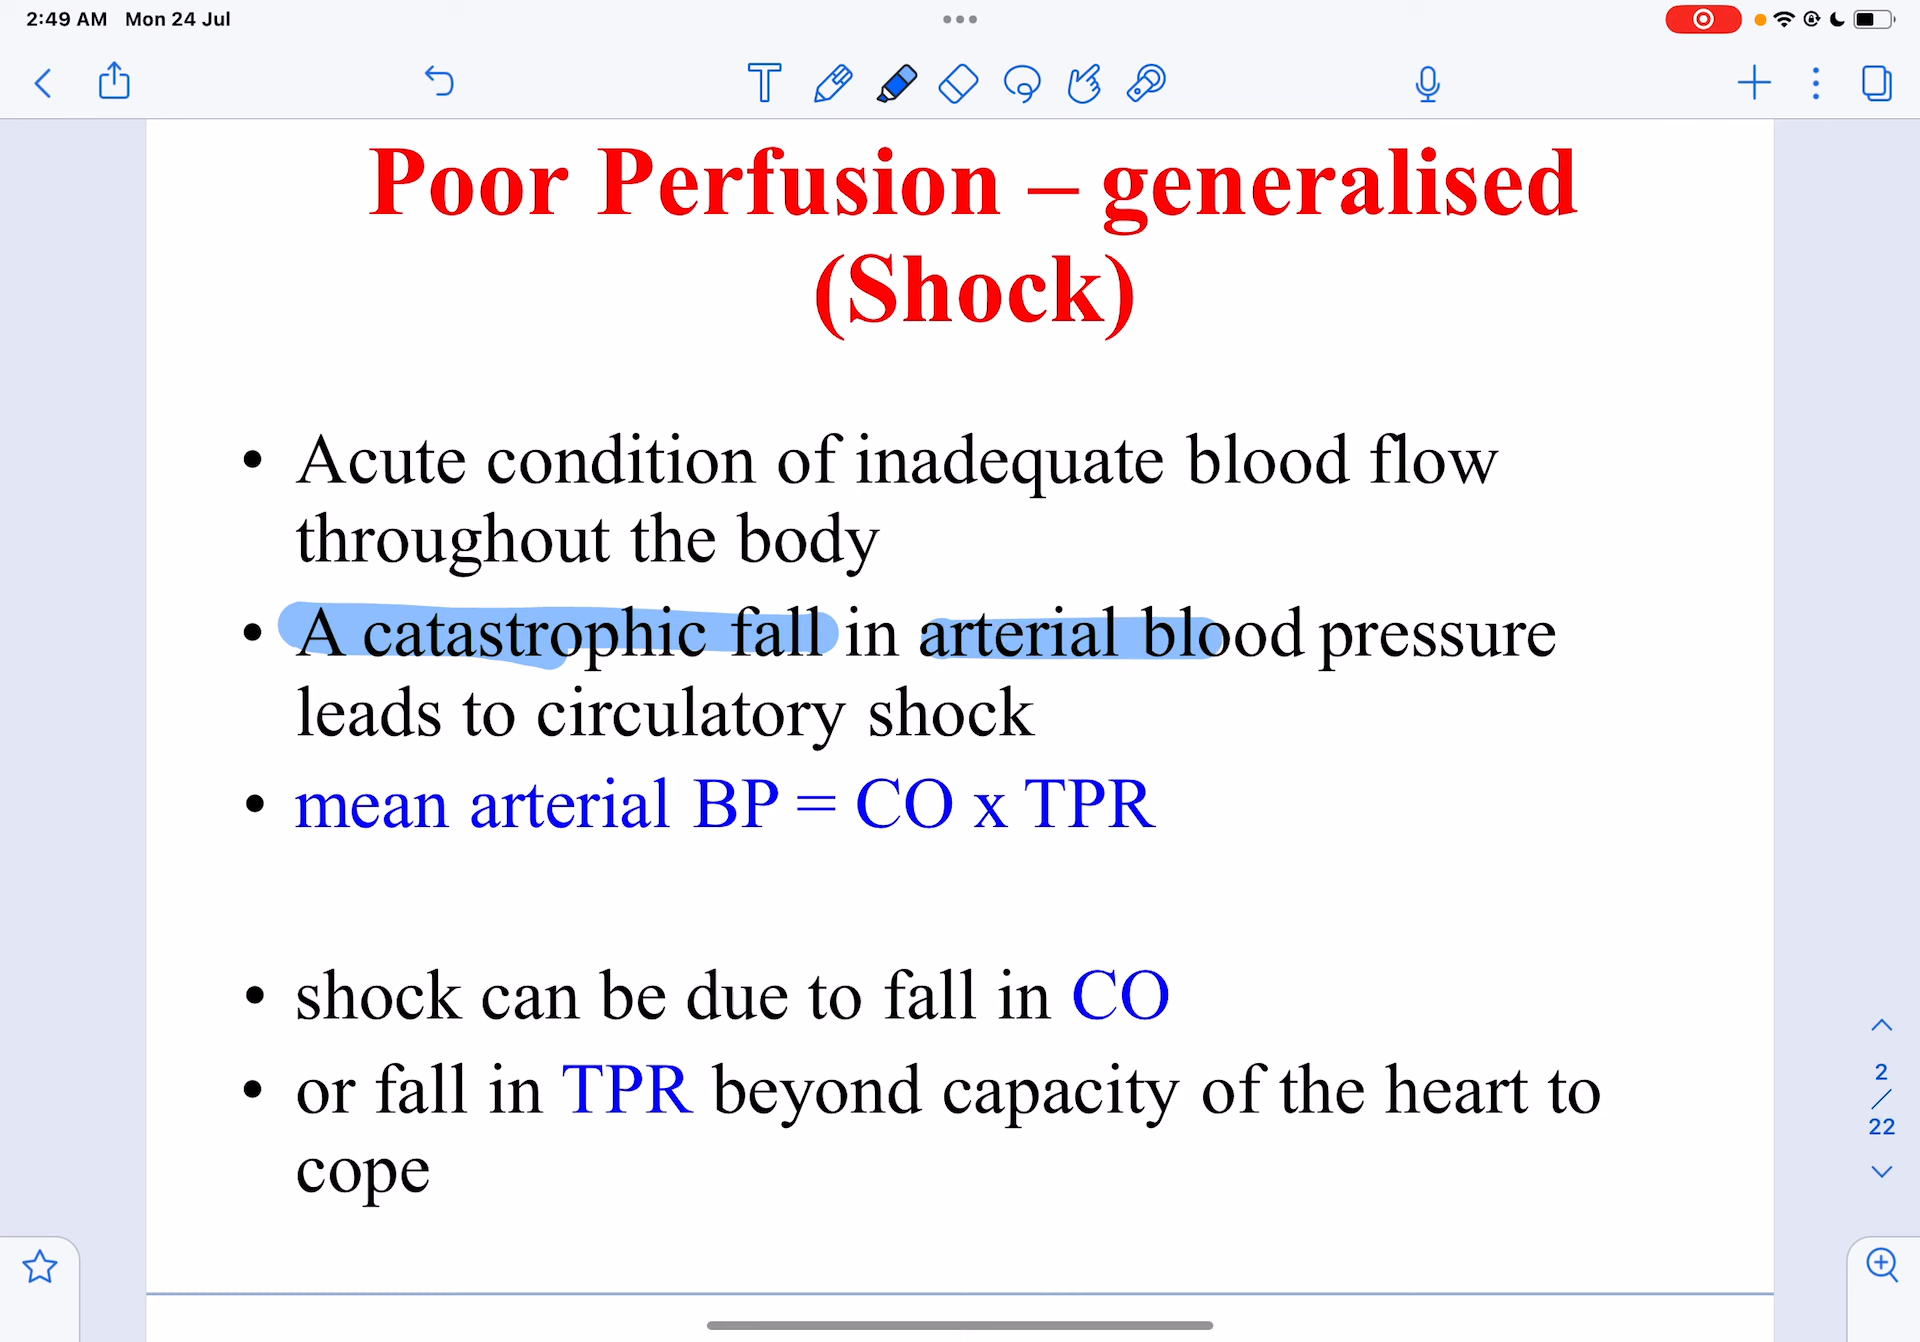 2:49 AM Mon 24 Jul
Poor Perfusion – generalised
(Shock)
• Acute condition of inadequate blood flow
throughout the body
• A catastrophic fall in arterial blood pressure
leads to circulatory shock
• mean arterial BP = CO x TPR
• shock can be due to fall in CO
• or fall in TPR beyond capacity of the heart to
cope
2
/
22